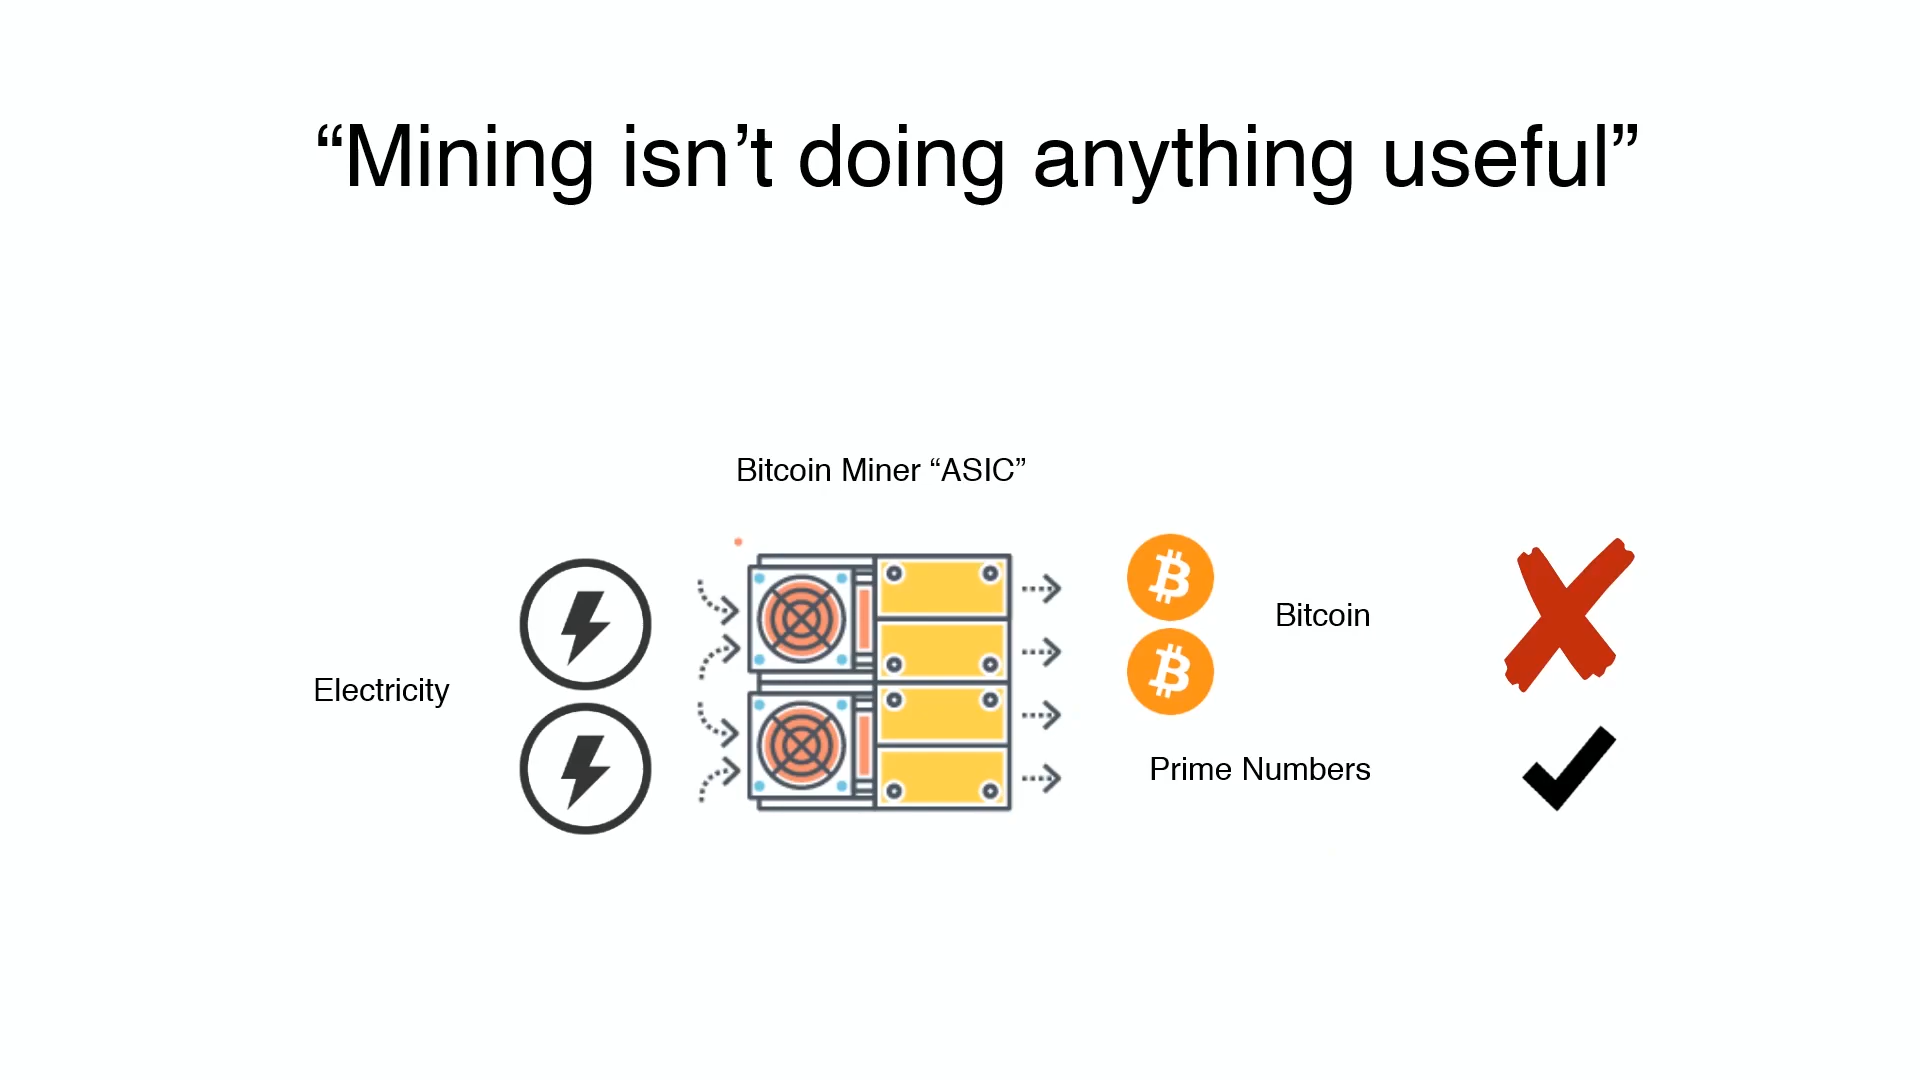 “Mining isn’t doing anything useful”
Bitcoin Miner “ASIC”
Electricity
Bitcoin
Prime Numbers